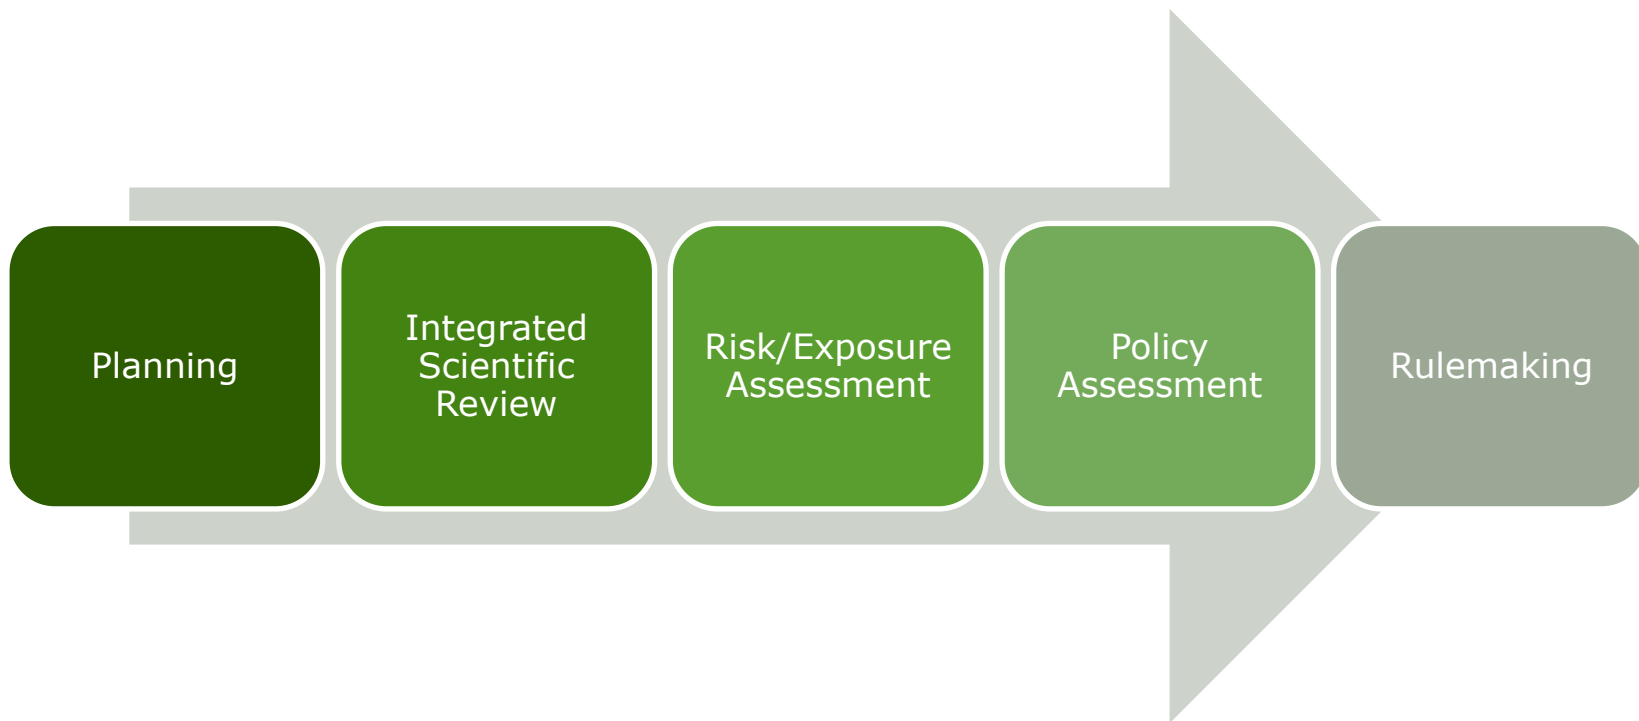 Planning
Integrated
Scientific
Review
Risk/Exposure
Assessment
Policy
Assessment
Rulemaking